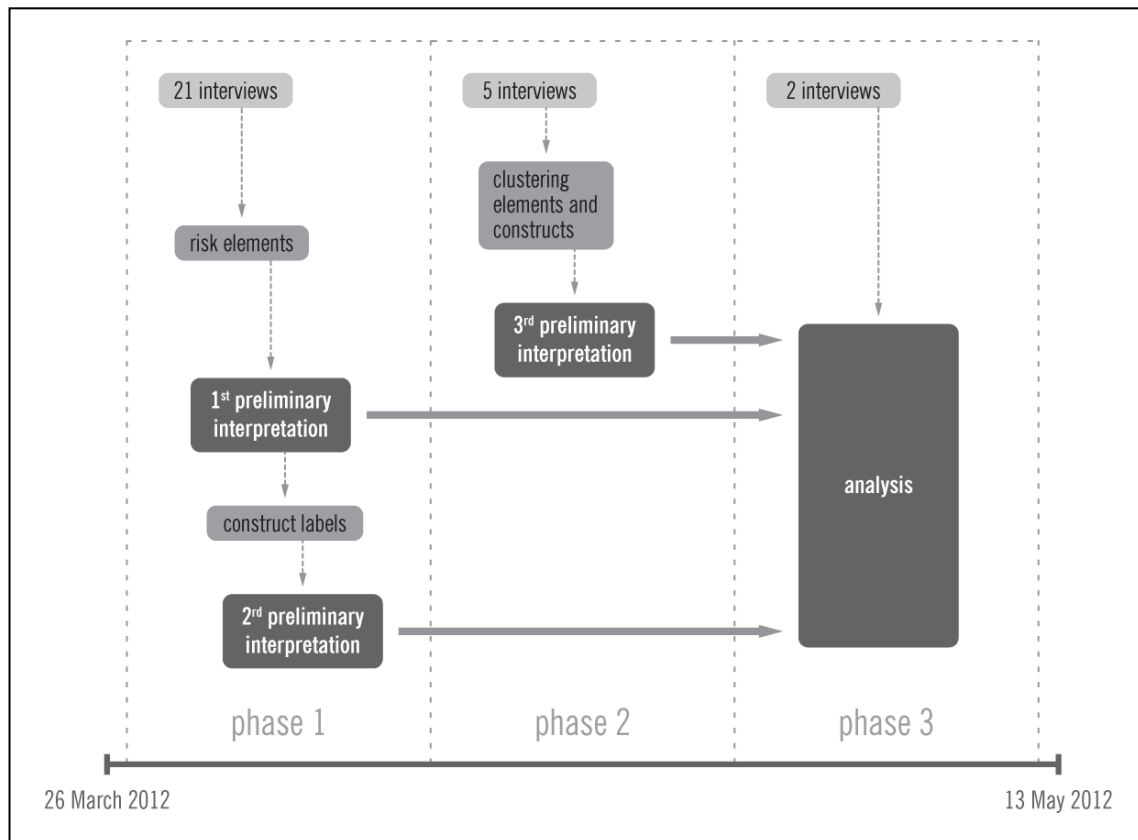 21 interviews
5 interviews
2 interviews
clustering
elements and
constructs
risk elements
3rd preliminary
interpretation
1st preliminary
interpretation
analysis
construct labels
2rd preliminary
interpretation
phase 1
phase 2
phase 3
26 March 2012
13 May 2012